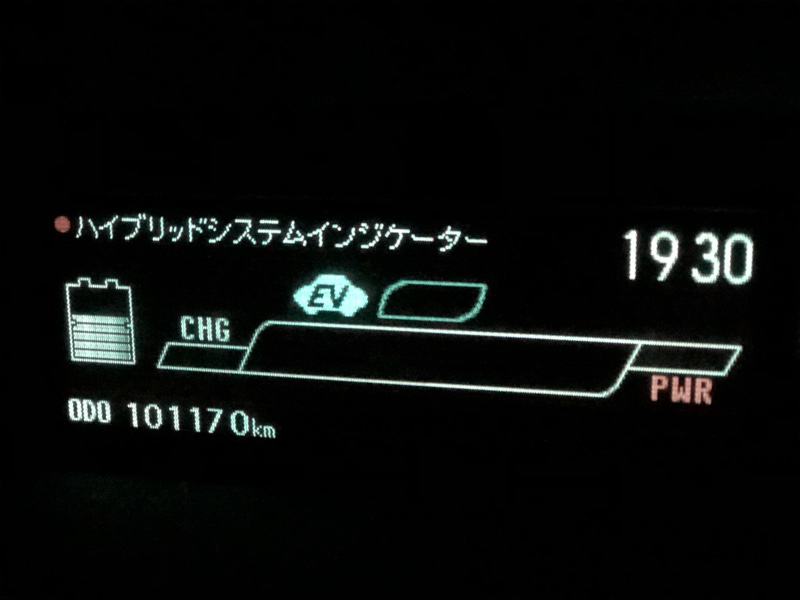 ハイブリッドシステムインジケーター
19 30
EV
CHG
PWR
ODO 101170km